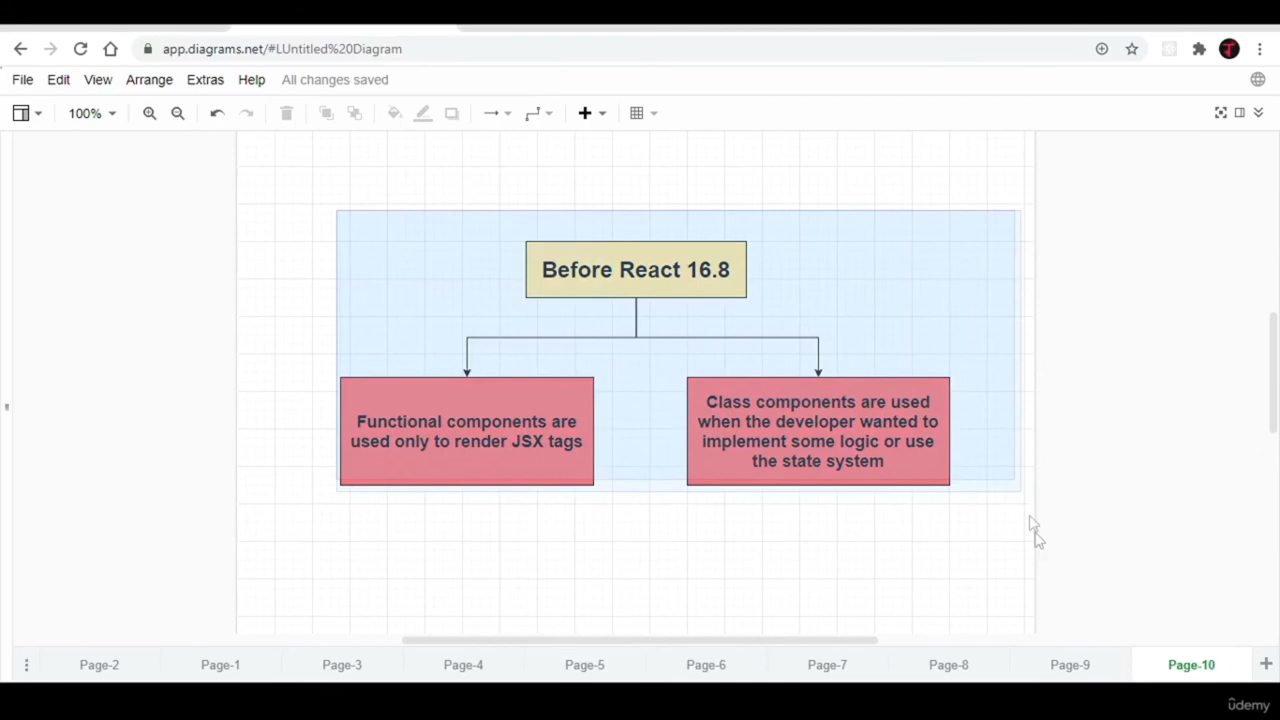 app.diagrams.net/#LUntitled%20Diagram
File Edit View Arrange Extras Help All changes saved
100%
Before React 16.8
Functional components are
used only to render JSX tags
Class components are used
when the developer wanted to
implement some logic or use
the state system
Page-2 Page-1 Page-3 Page-4 Page-5 Page-6 Page-7 Page-8 Page-9 Page-10
ûdemy